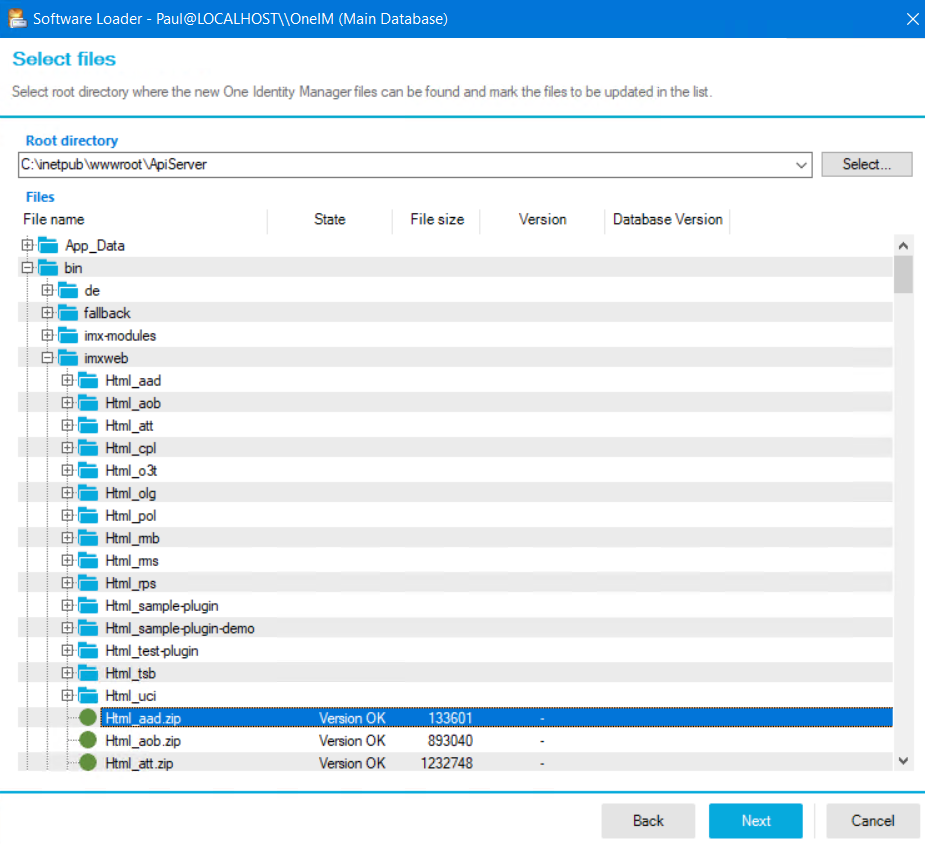 Software Loader - Paul@LOCALHOST\\OneIM (Main Database)
Select files
Select root directory where the new One Identity Manager files can be found and mark the files to be updated in the list.
Root directory
C:\inetpub\wwwroot\ApiServer
Select...
Files
File name State File size Version Database Version
App_Data
bin
de
fallback
imx-modules
imxweb
Html_aad
Html_aob
Html_att
Html_cpl
Html_o3t
Html_olg
Html_pol
Html_rmb
Html_rms
Html_rps
Html_sample-plugin
Html_sample-plugin-demo
Html_test-plugin
Html_tsb
Html_uci
Html_aad.zip Version OK 133601 -
Html_aob.zip Version OK 893040 -
Html_att.zip Version OK 1232748 -
Back Next Cancel